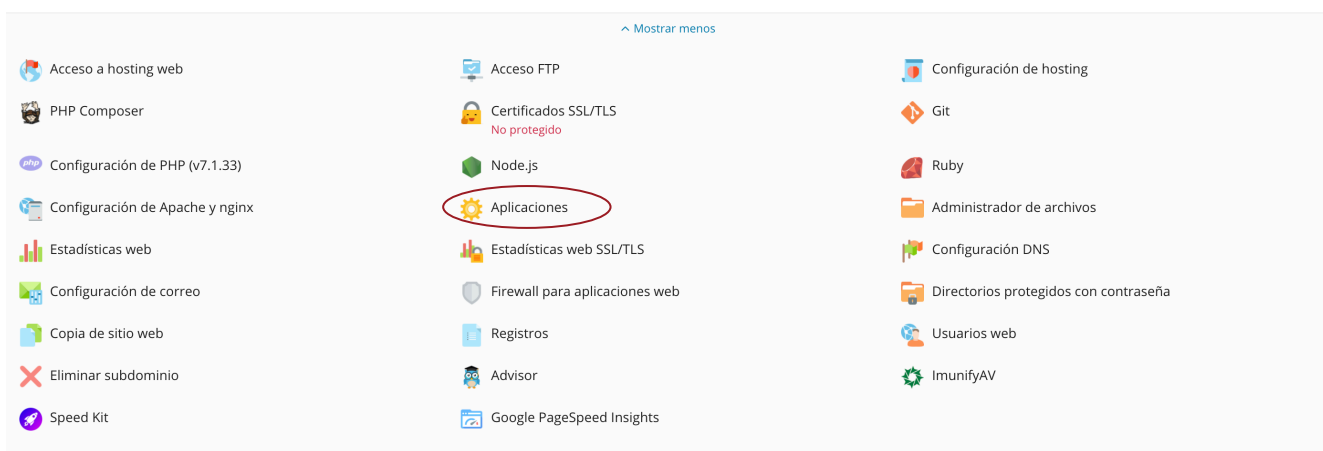 Mostrar menos
Acceso a hosting web
Acceso FTP
Configuración de hosting
PHP Composer
Certificados SSL/TLS
No protegido
Git
php
Configuración de PHP (v7.1.33)
Node.js
Ruby
Configuración de Apache y nginx
Aplicaciones
Administrador de archivos
Estadísticas web
Estadísticas web SSL/TLS
Configuración DNS
Configuración de correo
Firewall para aplicaciones web
Directorios protegidos con contraseña
Copia de sitio web
Registros
Usuarios web
Eliminar subdominio
Advisor
ImunifyAV
Speed Kit
Google PageSpeed Insights